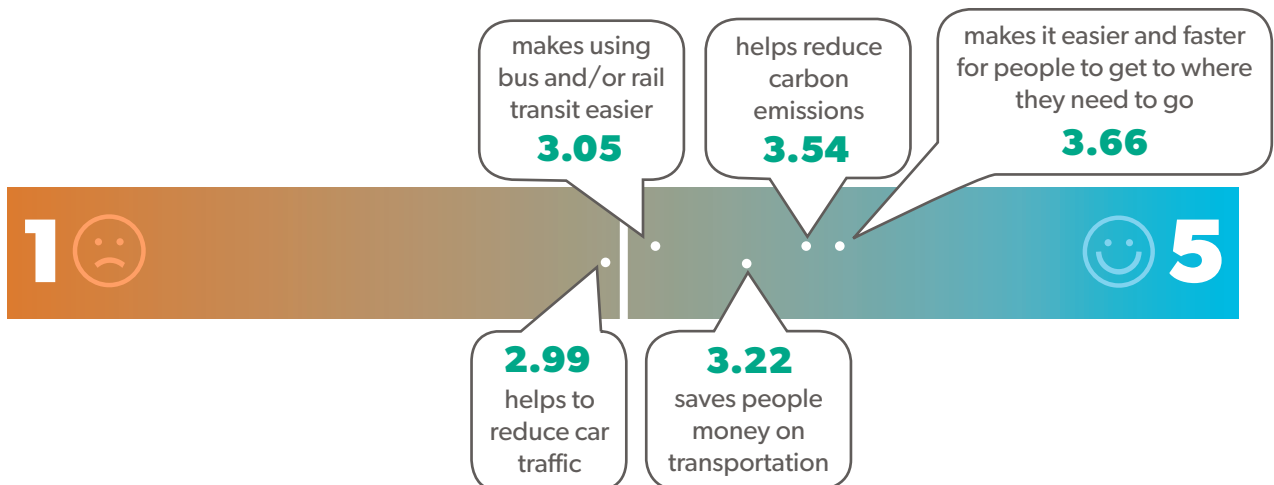 makes using
bus and/or rail
transit easier
3.05
helps reduce
carbon
emissions
3.54
makes it easier and faster
for people to get to where
they need to go
3.66
1
5
2.99
helps to
reduce car
traffic
3.22
saves people
money on
transportation